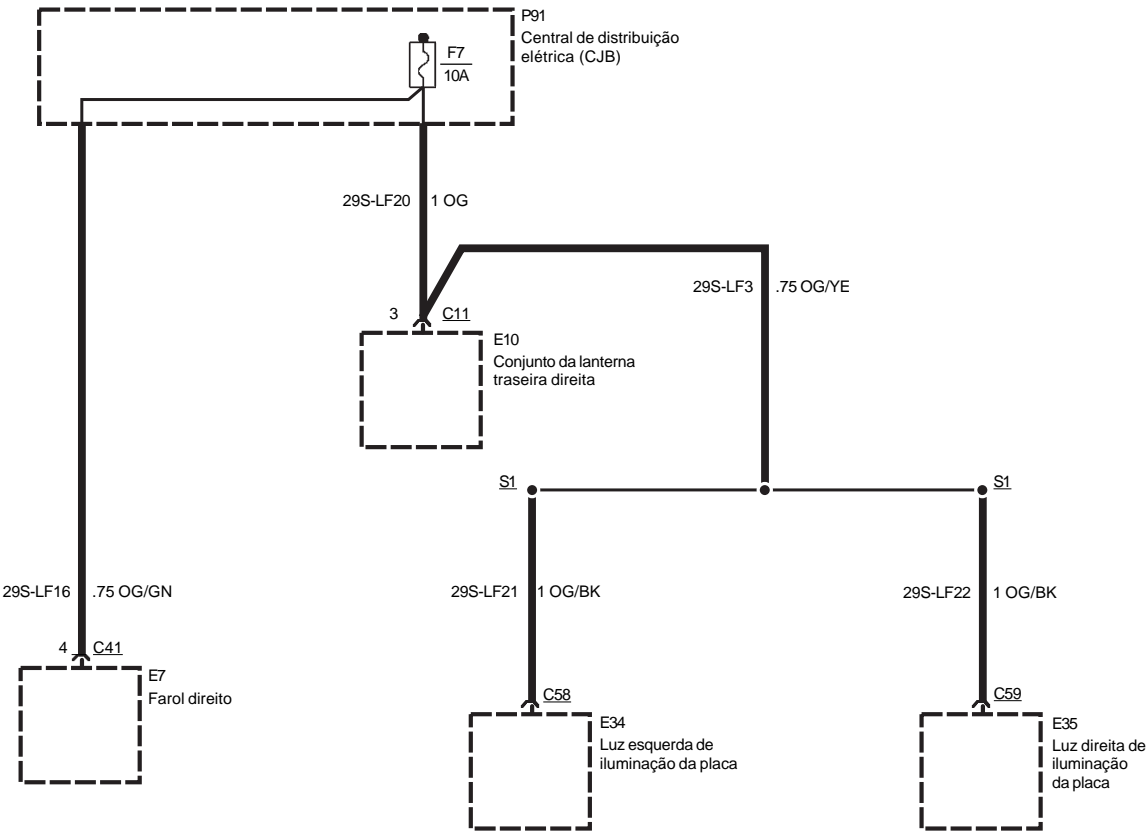 P91
Central de distribuição
elétrica (CJB)
F7
10A
29S-LF20
1 OG
29S-LF3
.75 OG/YE
3
C11
E10
Conjunto da lanterna
traseira direita
S1
S1
29S-LF16
.75 OG/GN
29S-LF21
1 OG/BK
29S-LF22
1 OG/BK
4
C41
E7
Farol direito
C58
E34
Luz esquerda de
iluminação da placa
C59
E35
Luz direita de
iluminação
da placa